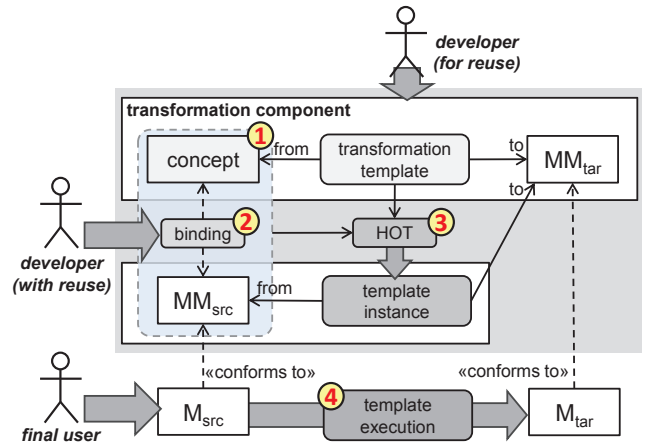 developer
(for reuse)
transformation component
1
concept
from
transformation
template
to
MMtar
to
developer
(with reuse)
binding
2
HOT
3
MMsrc
from
template
instance
«conforms to»
«conforms to»
final user
Msrc
4
template
execution
Mtar